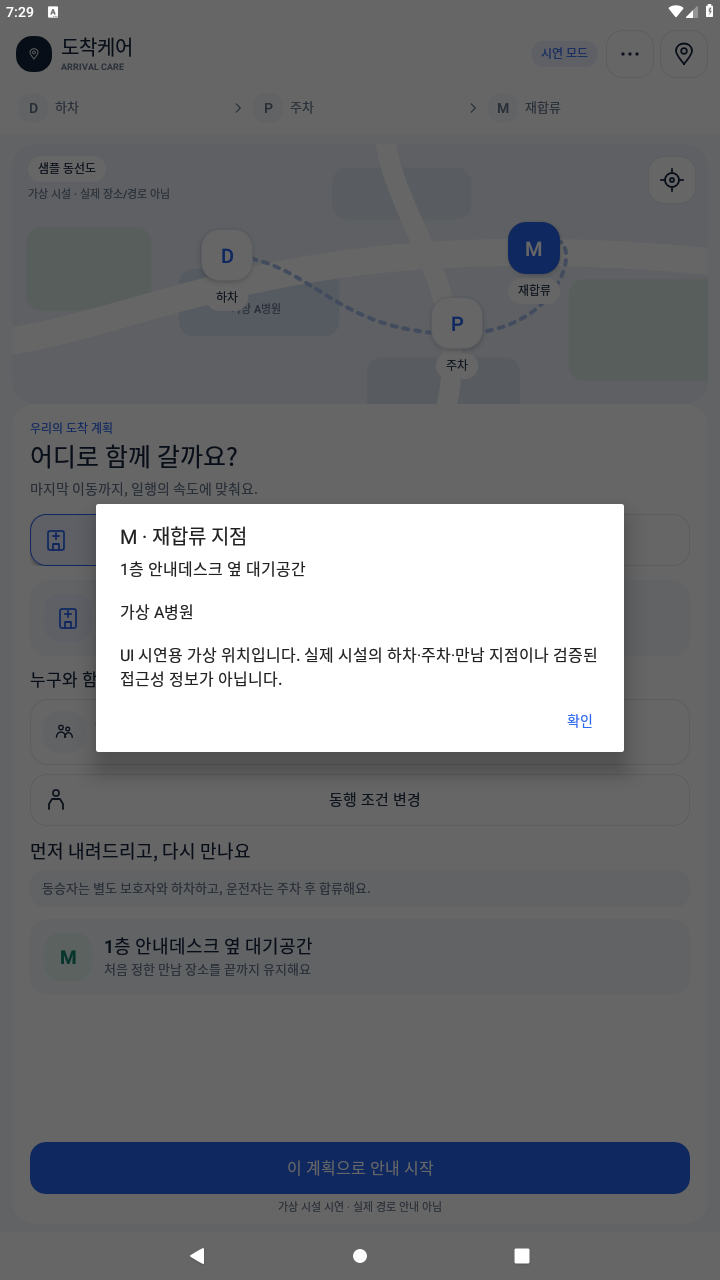 7:29
도착케어
ARRIVAL CARE
시연 모드
D 하차
P 주차
M 재합류
샘플 동선도
가상 시설 · 실제 장소/경로 아님
D
하차
A병원
M
재합류
P
주차
우리의 도착 계획
어디로 함께 갈까요?
마지막 이동까지, 일행의 속도에 맞춰요.
M · 재합류 지점
1층 안내데스크 옆 대기공간
가상 A병원
UI 시연용 가상 위치입니다. 실제 시설의 하차·주차·만남 지점이나 검증된
접근성 정보가 아닙니다.
확인
누구와 함
동행 조건 변경
먼저 내려드리고, 다시 만나요
동승자는 별도 보호자와 하차하고, 운전자는 주차 후 합류해요.
M
1층 안내데스크 옆 대기공간
처음 정한 만남 장소를 끝까지 유지해요
이 계획으로 안내 시작
가상 시설 시연 · 실제 경로 안내 아님